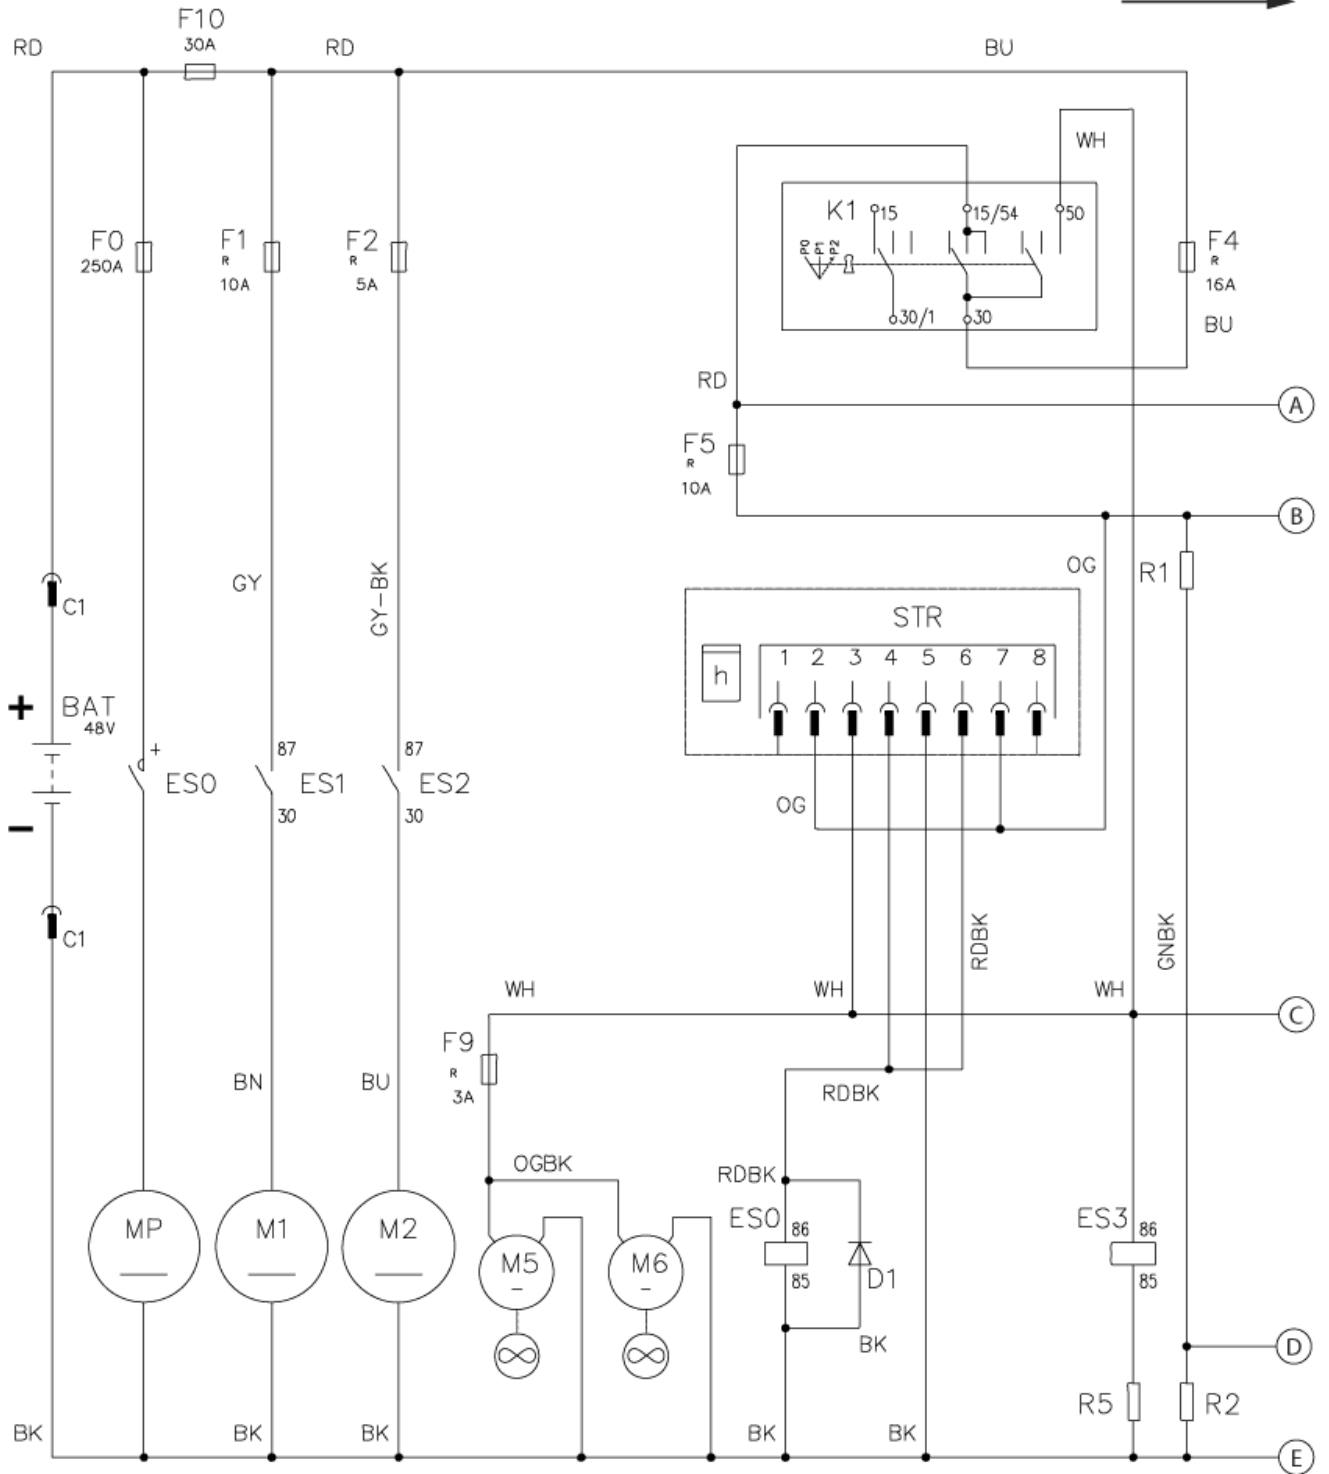 F10
30A
RD
RD
BU
WH
K1
15
15/54
50
P0
P1
P2
30/1
30
F0
250A
F1
R
10A
F2
R
5A
F4
R
16A
BU
RD
A
F5
R
10A
B
OG
R1
GY
GY-BK
C1
STR
h
1 2 3 4 5 6 7 8
+
BAT
48V
+
ES0
87
ES1
30
87
ES2
30
−
OG
C1
RDBK
GNBK
WH
WH
WH
C
F9
R
3A
BN
BU
RDBK
OGBK
RDBK
MP
M1
M2
M5
-
M6
-
ES0
86
85
D1
ES3
86
85
BK
D
R5
R2
BK
BK
BK
BK
BK
E